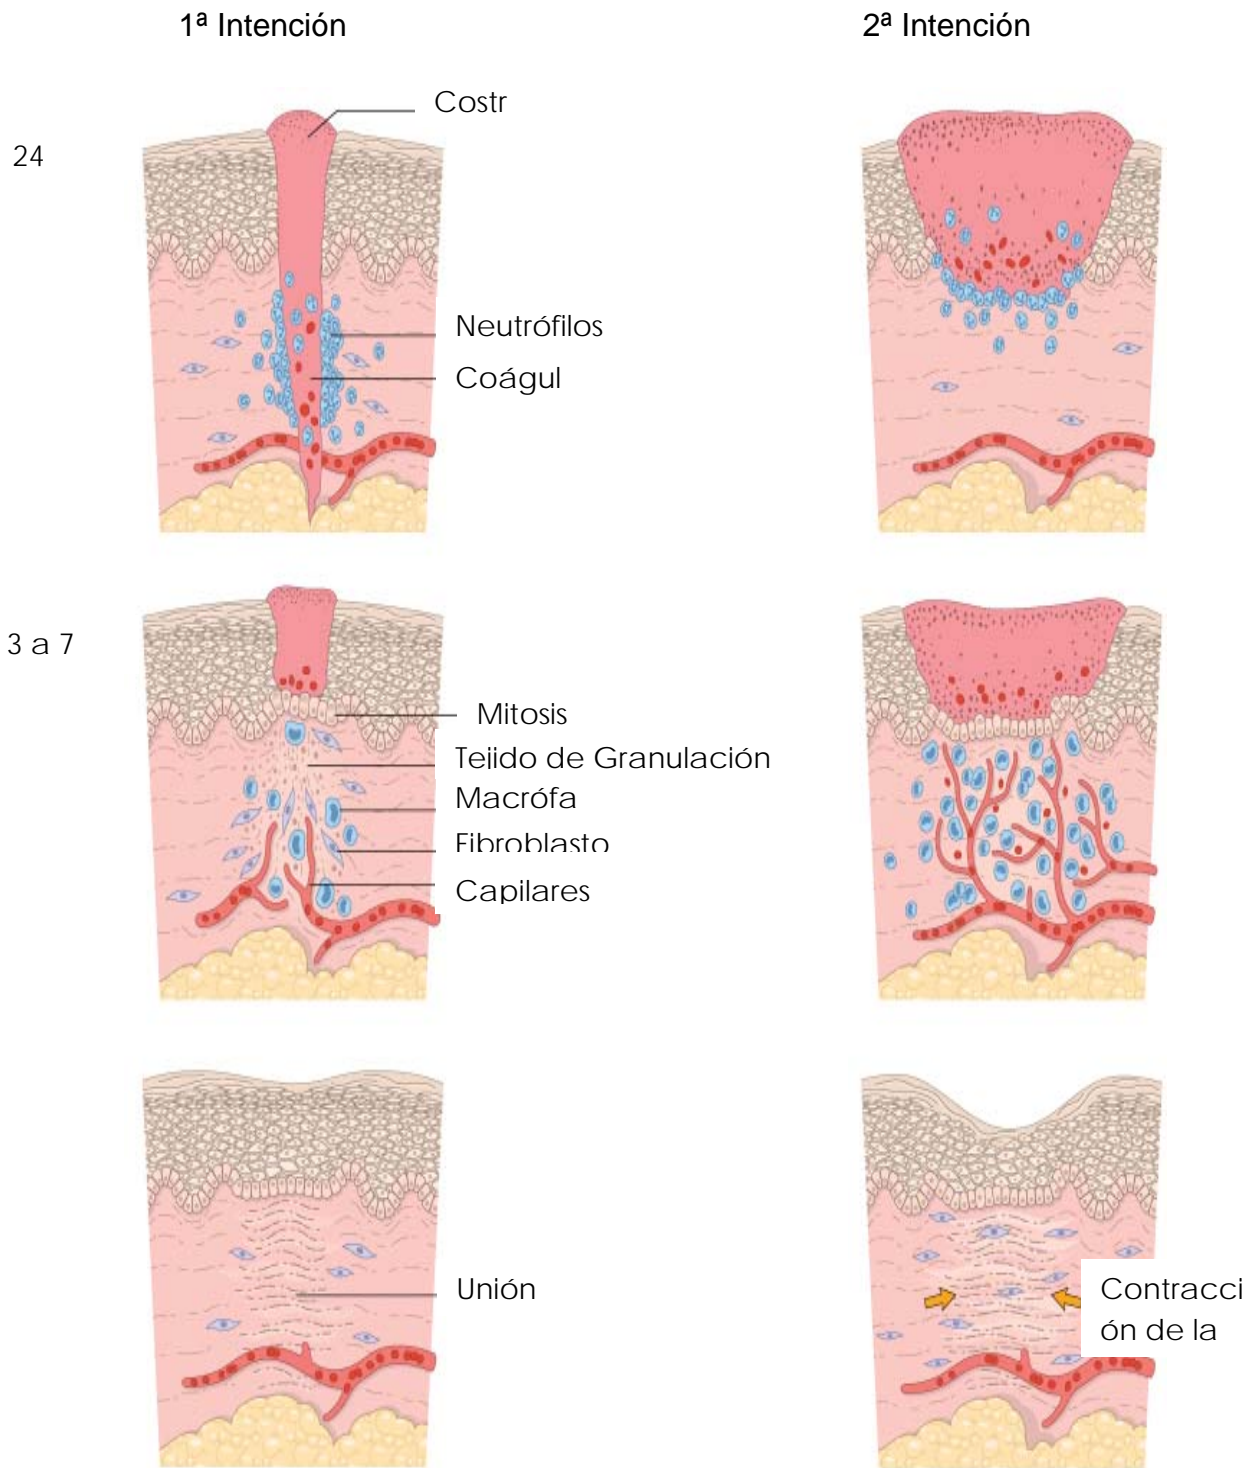 1ª Intención
2ª Intención
Costr
24
Neutrófilos
Coágul
3 a 7
Mitosis
Tejido de Granulación
Macrófa
Fibroblasto
Capilares
Unión
Contracci
ón de la